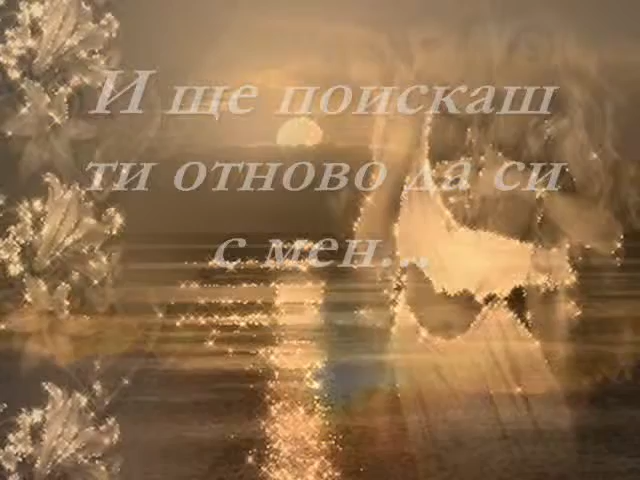 И ще поискаш
ти отново да си
с мен...